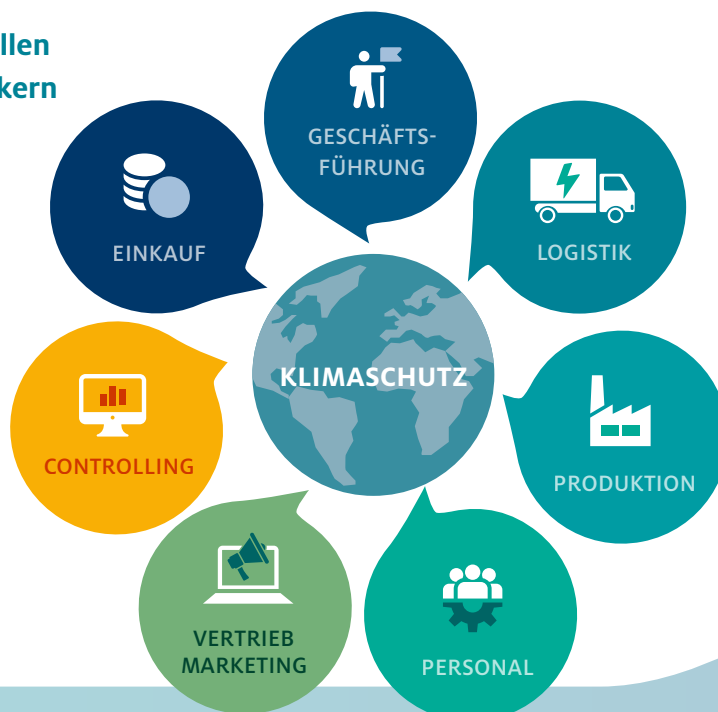 llen
kern
GESCHÄFTS-
FÜHRUNG
EINKAUF
LOGISTIK
KLIMASCHUTZ
CONTROLLING
PRODUKTION
VERTRIEB
MARKETING
PERSONAL